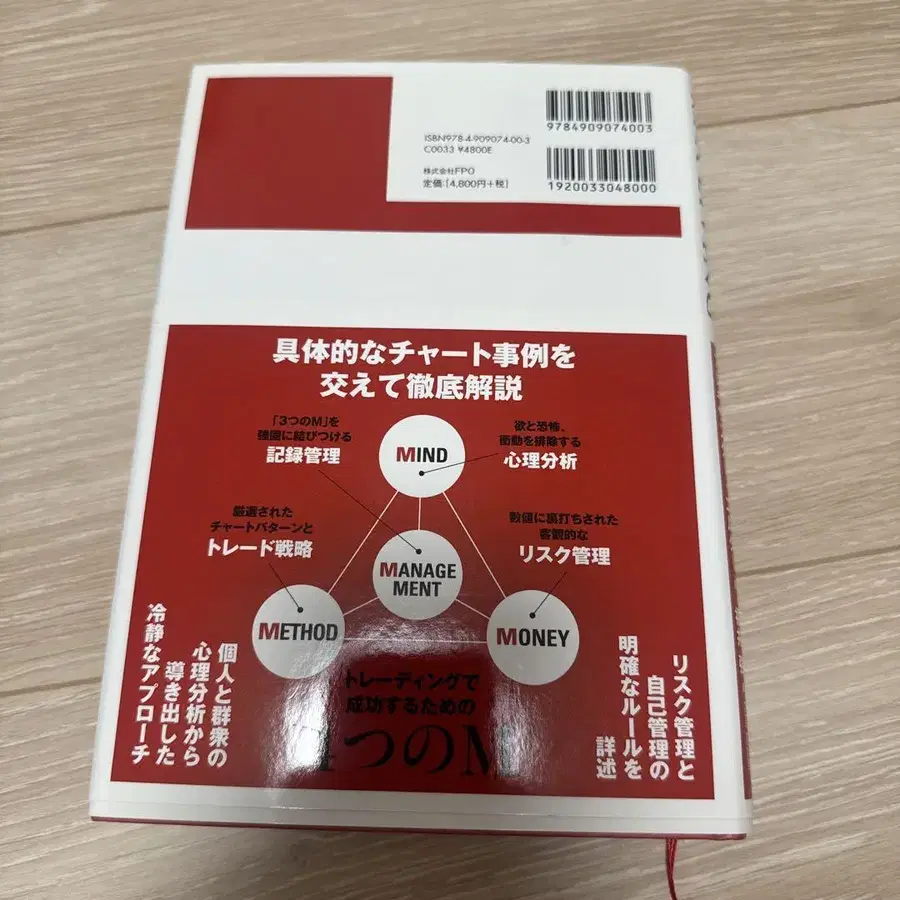 9784909074003
ISBN978-4-909074-00-3
C0033 ¥4800E
株式会社FPO
定価:[4,800円+税]
1920033048000
具体的なチャート事例を
交えて徹底解説
「3つのM」を
強固に結びつける
記録管理
MIND
欲と恐怖、
衝動を排除する
心理分析
厳選された
チャートパターンと
トレード戦略
MANAGE
MENT
数値に裏打ちされた
客観的な
リスク管理
METHOD
MONEY
トレーディングで
成功するための
つのM
リスク管理と
自己管理の
明確なルールを
詳述
個人と群衆の
心理分析から
導き出した
冷静なアプローチ